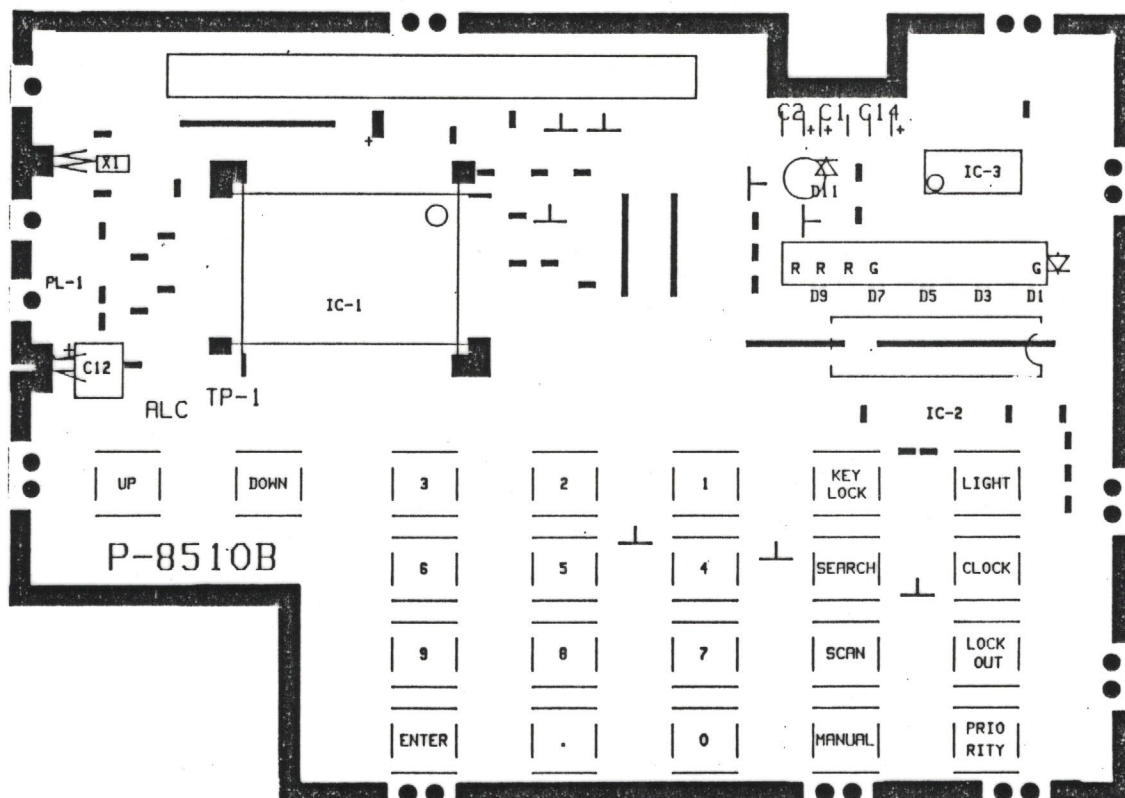 C2 C1 C14
X1
IC-3
D11
PL-1
IC-1
R R R G G
D9 D7 D5 D3 D1
C12
ALC TP-1
IC-2
UP DOWN 3 2 1 KEY LOCK LIGHT
P-8510B
6 5 4 SEARCH CLOCK
9 8 7 SCAN LOCK OUT
ENTER . 0 MANUAL PRIO RITY